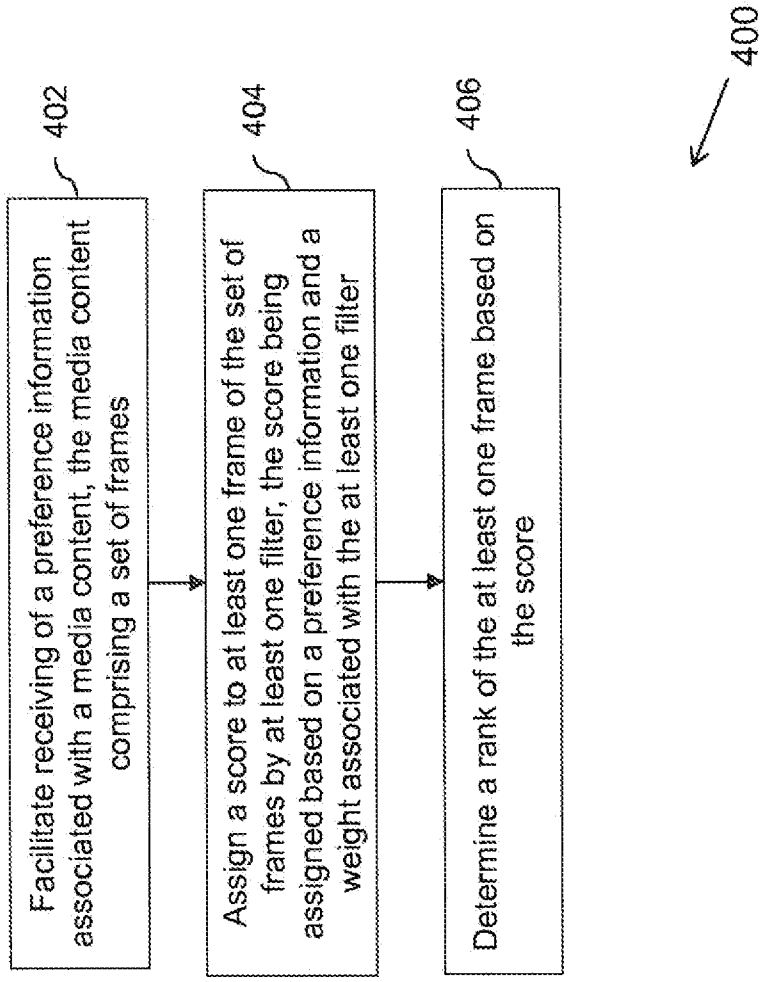 Facilitate receiving of a preference information
associated with a media content, the media content
comprising a set of frames
402
Assign a score to at least one frame of the set of
frames by at least one filter, the score being
assigned based on a preference information and a
weight associated with the at least one filter
404
Determine a rank of the at least one frame based on
the score
406
400